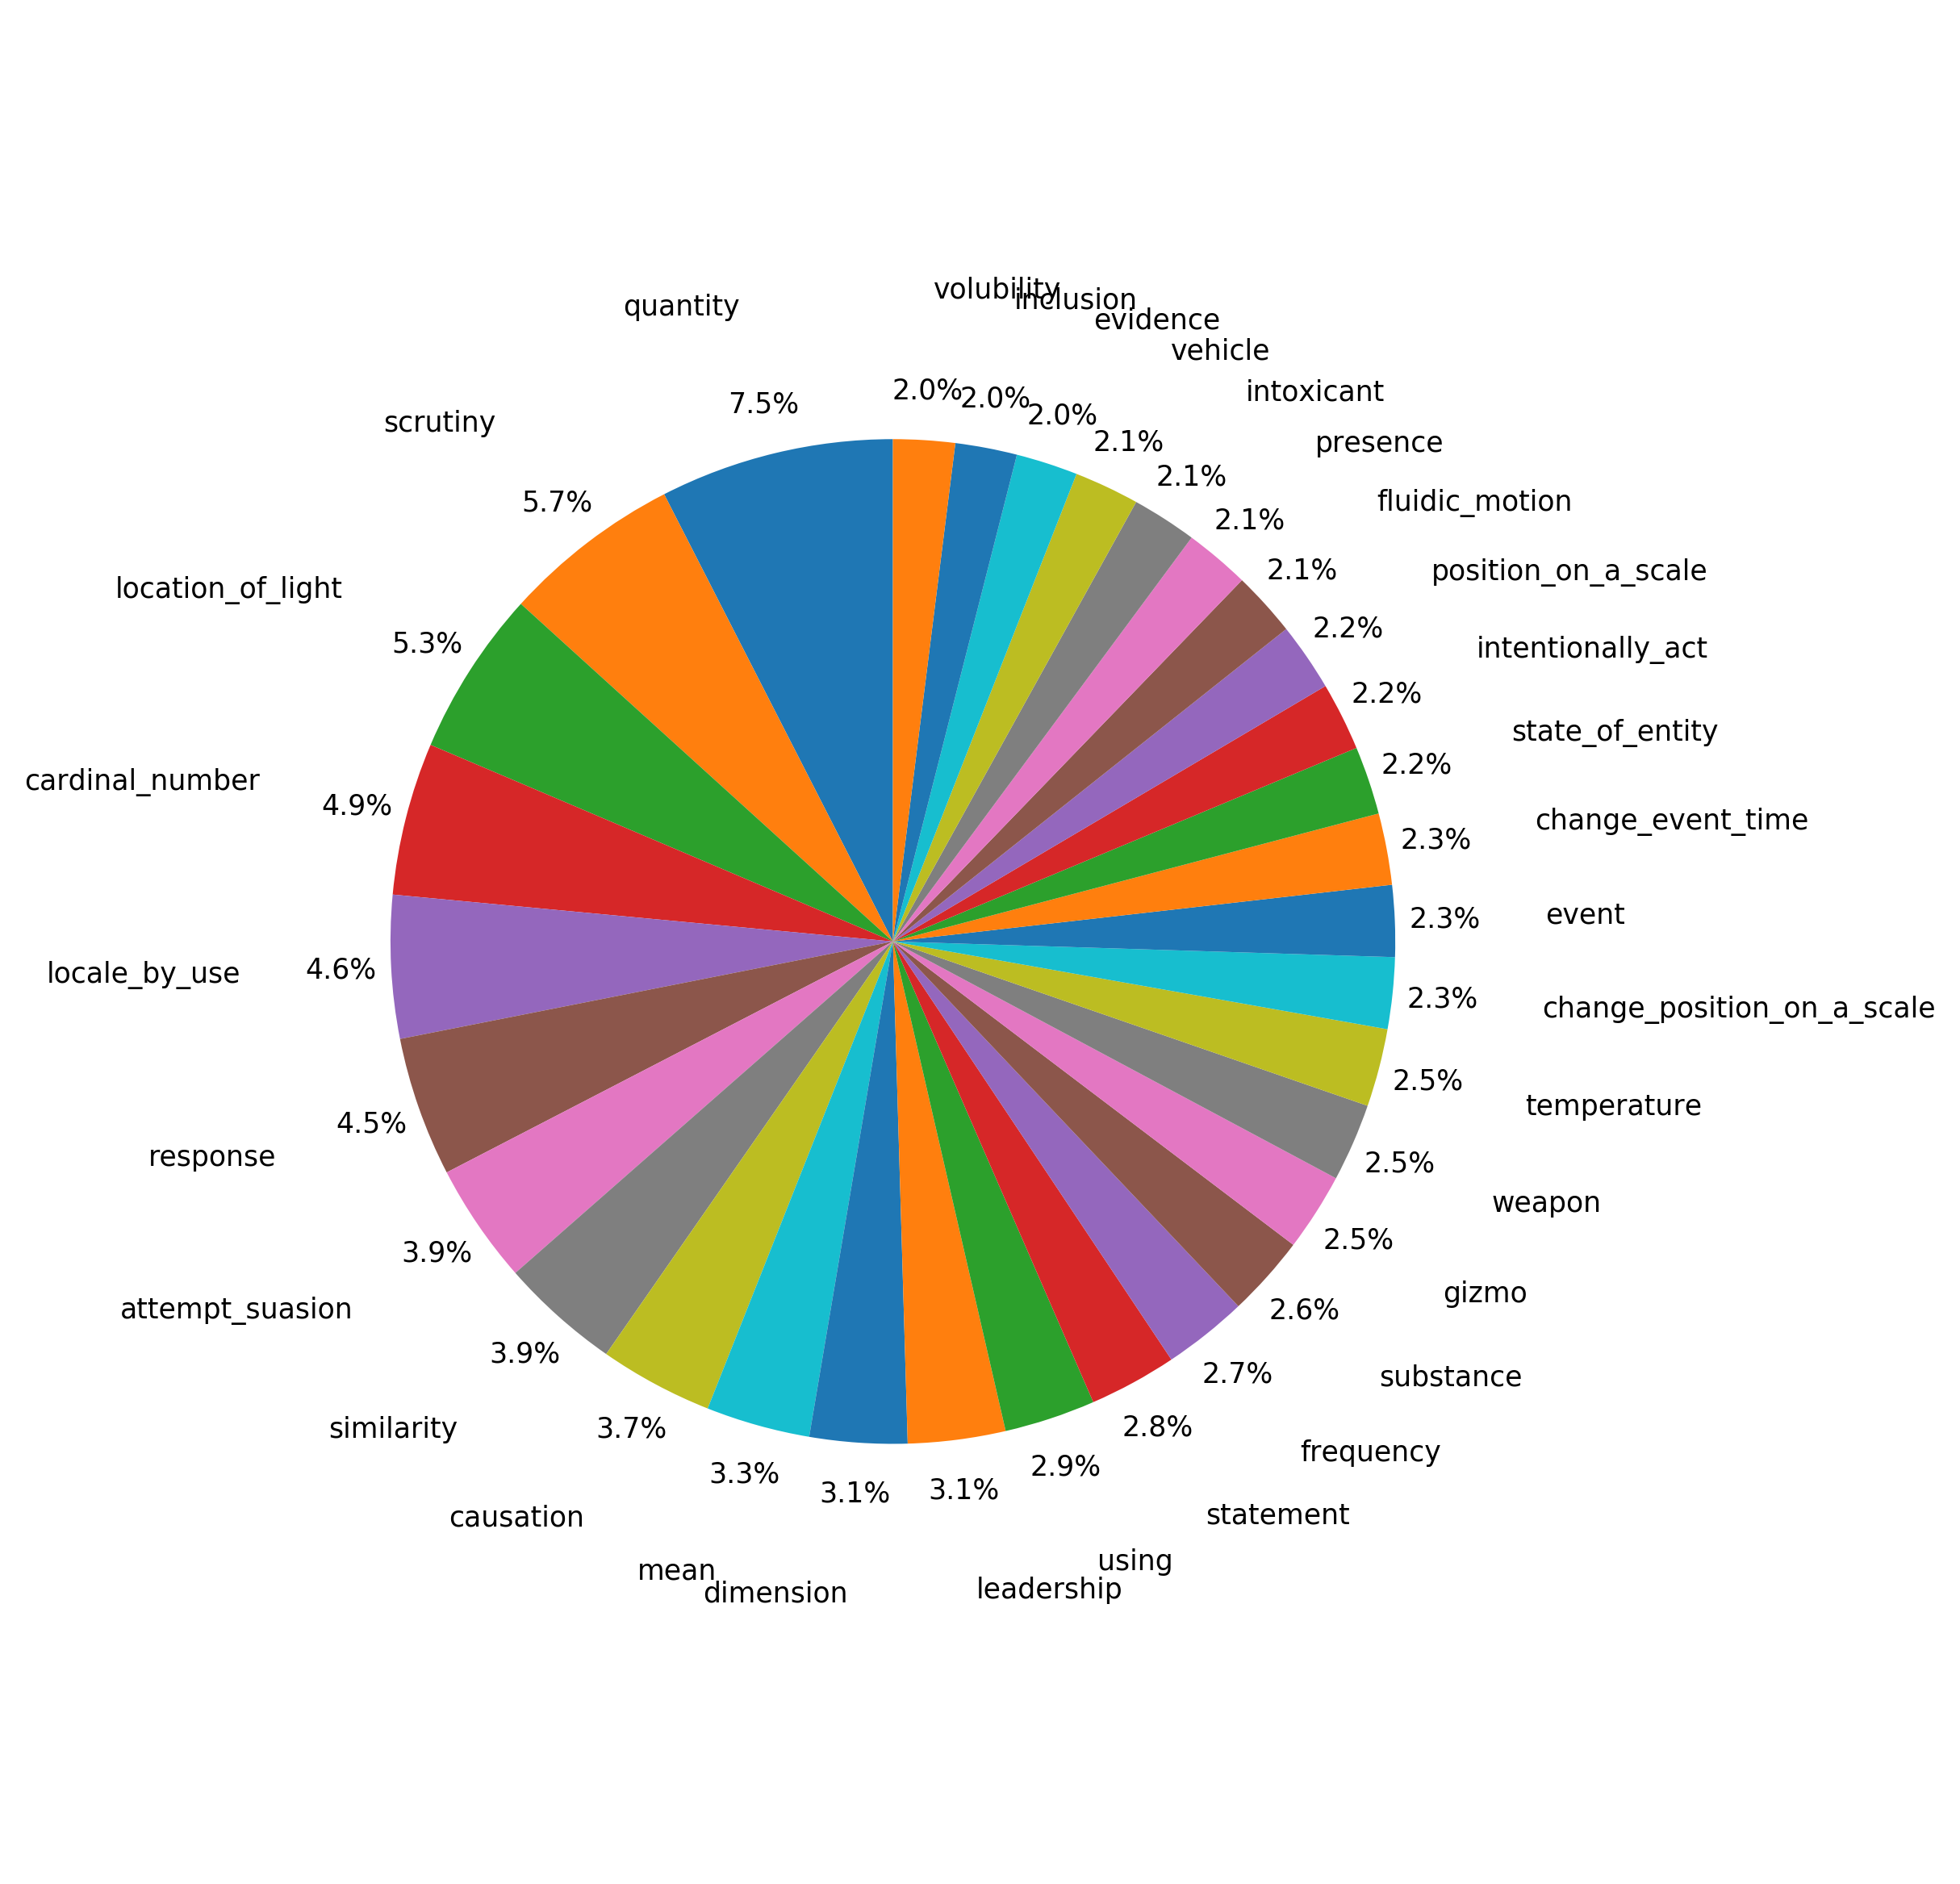 quantity
7.5%
scrutiny
5.7%
location_of_light
5.3%
cardinal_number
4.9%
locale_by_use
4.6%
response
4.5%
attempt_suasion
3.9%
similarity
3.9%
causation
3.7%
mean
3.3%
dimension
3.1%
leadership
3.1%
using
2.9%
statement
2.8%
frequency
2.7%
substance
2.6%
gizmo
2.5%
weapon
2.5%
temperature
2.5%
change_position_on_a_scale
2.3%
event
2.3%
change_event_time
2.3%
state_of_entity
2.2%
intentionally_act
2.2%
position_on_a_scale
2.2%
fluidic_motion
2.1%
presence
2.1%
intoxicant
2.1%
vehicle
2.1%
evidence
2.0%
inclusion
2.0%
volubility
2.0%